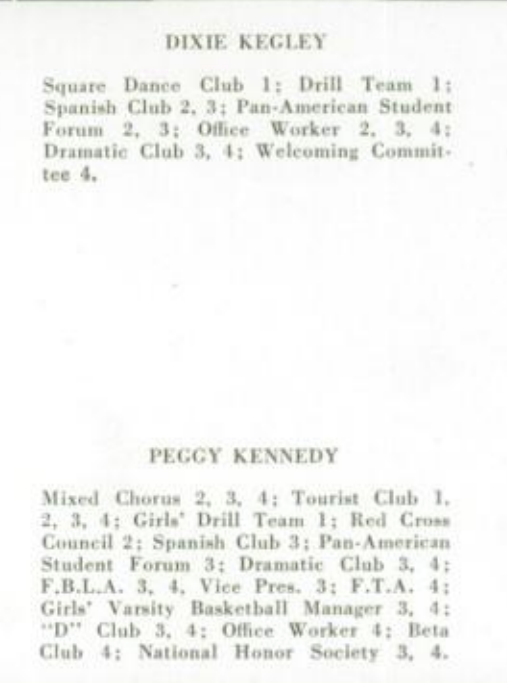 DIXIE KEGLEY
Square Dance Club 1; Drill Team 1;
Spanish Club 2, 3; Pan-American Student
Forum 2, 3; Office Worker 2, 3, 4;
Dramatic Club 3, 4; Welcoming Commit-
tee 4.
PEGGY KENNEDY
Mixed Chorus 2, 3, 4; Tourist Club 1,
2, 3, 4; Girls' Drill Team 1; Red Cross
Council 2; Spanish Club 3; Pan-American
Student Forum 3; Dramatic Club 3, 4;
F.B.L.A. 3, 4, Vice Pres. 3; F.T.A. 4;
Girls' Varsity Basketball Manager 3, 4;
"D" Club 3, 4; Office Worker 4; Beta
Club 4; National Honor Society 3, 4.